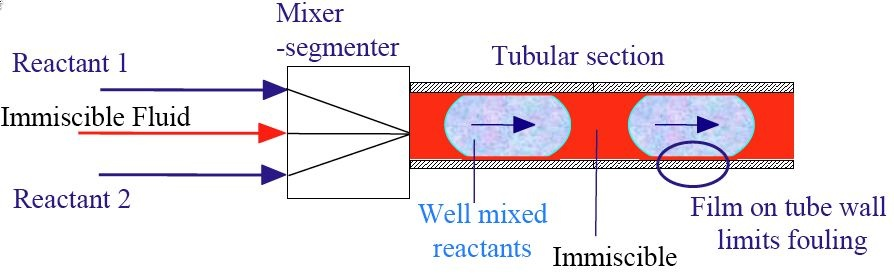 Mixer
-segmenter
Tubular section
Reactant 1
Immiscible Fluid
Reactant 2
Well mixed
reactants
Immiscible
Film on tube wall
limits fouling